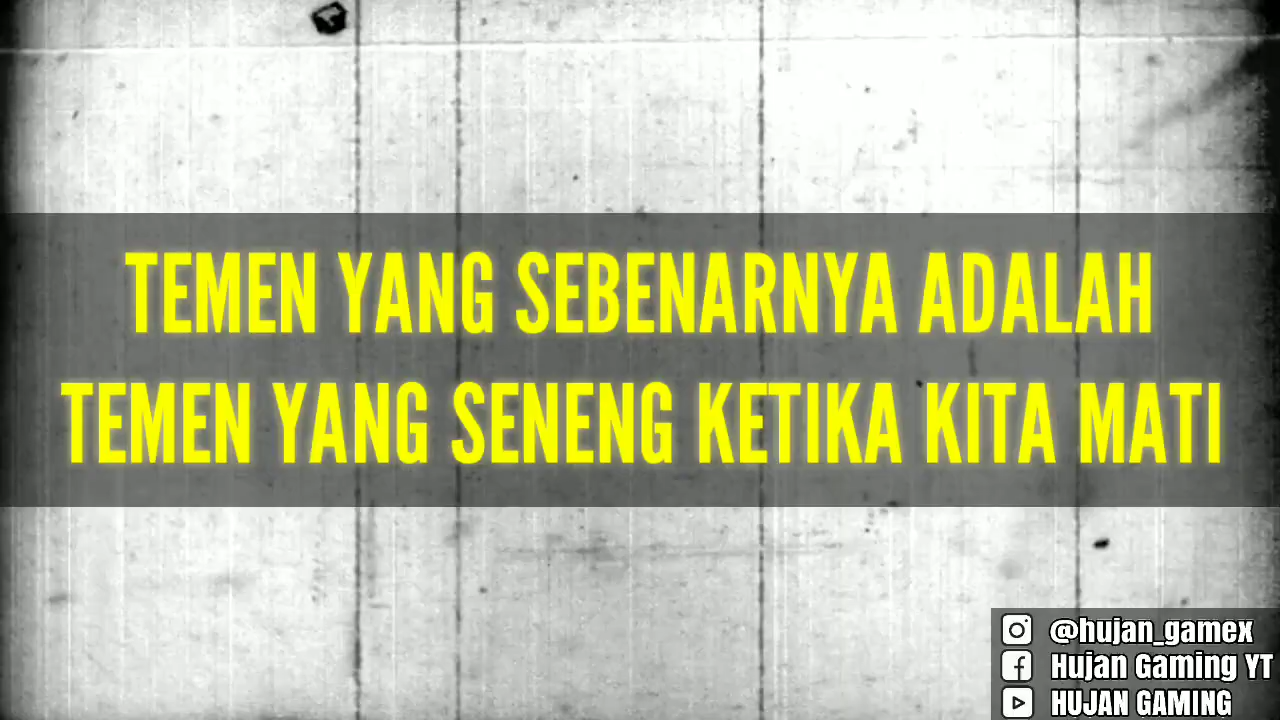 TEMEN YANG SEBENARNYA ADALAH
TEMEN YANG SENENG KETIKA KITA MATI
@hujan_gamex
Hujan Gaming YT
HUJAN GAMING